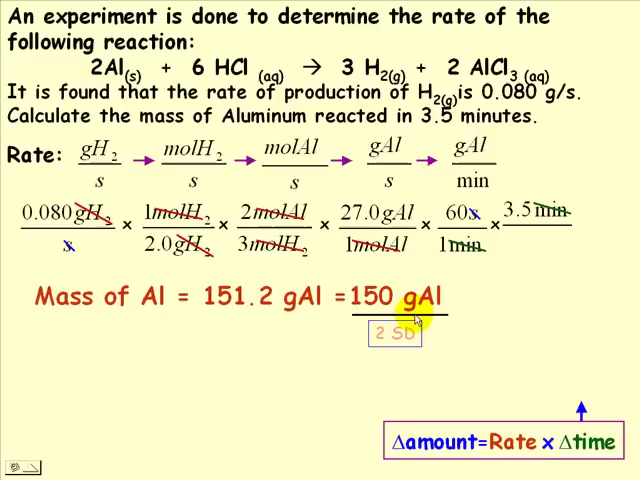 An experiment is done to determine the rate of the
following reaction:
2Al(s) + 6 HCl (aq) → 3 H2(g) + 2 AlCl3 (aq)
It is found that the rate of production of H2(g) is 0.080 g/s.
Calculate the mass of Aluminum reacted in 3.5 minutes.
Rate: gH2/s → molH2/s → molAl/s → gAl/s → gAl/min
0.080gH2/s × 1molH2/2.0gH2 × 2molAl/3molH2 × 27.0gAl/1molAl × 60s/1min × 3.5min
Mass of Al = 151.2 gAl = 150 gAl
2 SD
Δamount=Rate x Δtime